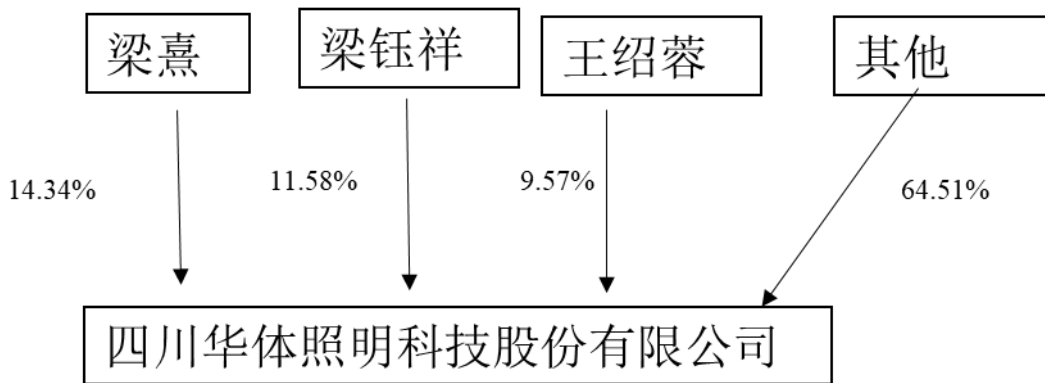 梁熹
梁钰祥
王绍蓉
其他
14.34%
11.58%
9.57%
64.51%
四川华体照明科技股份有限公司